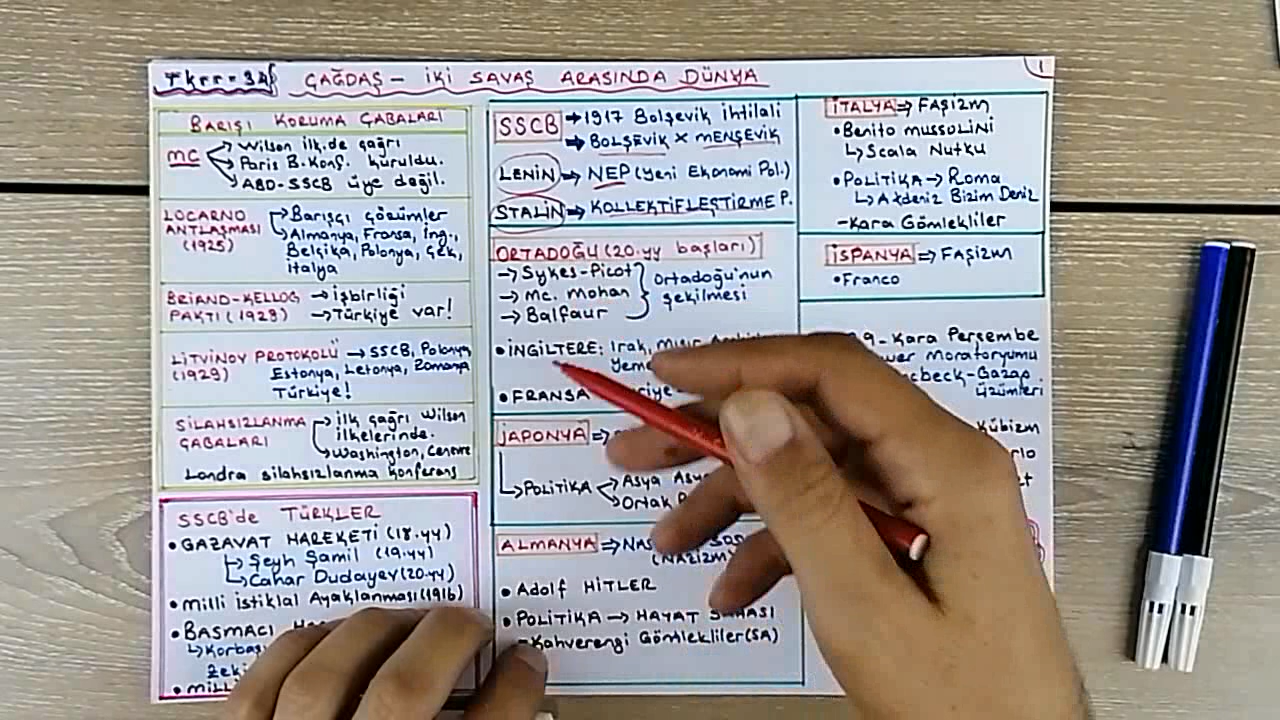 Tkrr-34 ÇAĞDAŞ - İKİ SAVAŞ ARASINDA DÜNYA
1
BARIŞI KORUMA ÇABALARI
MC → Wilson ilk.de çağrı
→ Paris B.Konf. kuruldu.
→ ABD-SSCB üye değil.
LOCARNO ANTLAŞMASI (1925)
→ Barışçı çözümler
→ Almanya, Fransa, İng.,
Belçika, Polonya, Çek,
İtalya
BRIAND-KELLOG → İşbirliği
PAKTI (1928) → Türkiye var!
LİTVİNOV PROTOKOLÜ → SSCB, Polonya,
(1929) Estonya, Letonya, Romanya
Türkiye!
SİLAHSIZLANMA ÇABALARI
→ İlk çağrı Wilson
ilkelerinde.
→ Washington, Cenevre
Londra silahsızlanma konferans
SSCB'de TÜRKLER
• GAZAVAT HAREKETİ (18.yy)
↳ Şeyh Şamil (19.yy)
↳ Cahar Dudayev (20.yy)
• Milli İstiklal Ayaklanması (1916)
• BASMACI
SSCB → 1917 Bolşevik İhtilali
→ BOLŞEVİK X MENŞEVİK
LENİN → NEP (Yeni Ekonomi Pol.)
STALİN → KOLLEKTİFLEŞTİRME P.
ORTADOĞU (20.yy başları)
→ Sykes-Picot
→ Mc. Mohan
→ Balfaur
Ortadoğu'nun
şekilmesi
• İNGİLTERE: Irak, Mısır
• FRANSA
JAPONYA ⇒
↳ POLİTİKA → Asya
→ Ortak
ALMANYA ⇒
(NAZİZM)
• Adolf HİTLER
• POLİTİKA → HAYAT SAHASI
- Kahverengi Gömlekliler (SA)
İTALYA ⇒ FAŞİZM
• Benito MUSSOLİNİ
↳ Scala Nutku
• POLİTİKA → Roma
↳ Akdeniz Bizim Deniz
- Kara Gömlekliler
İSPANYA ⇒ FAŞİZM
• Franco
Kara Perşembe
Moratoryumu
Gazap
Üzümleri
Kübizm